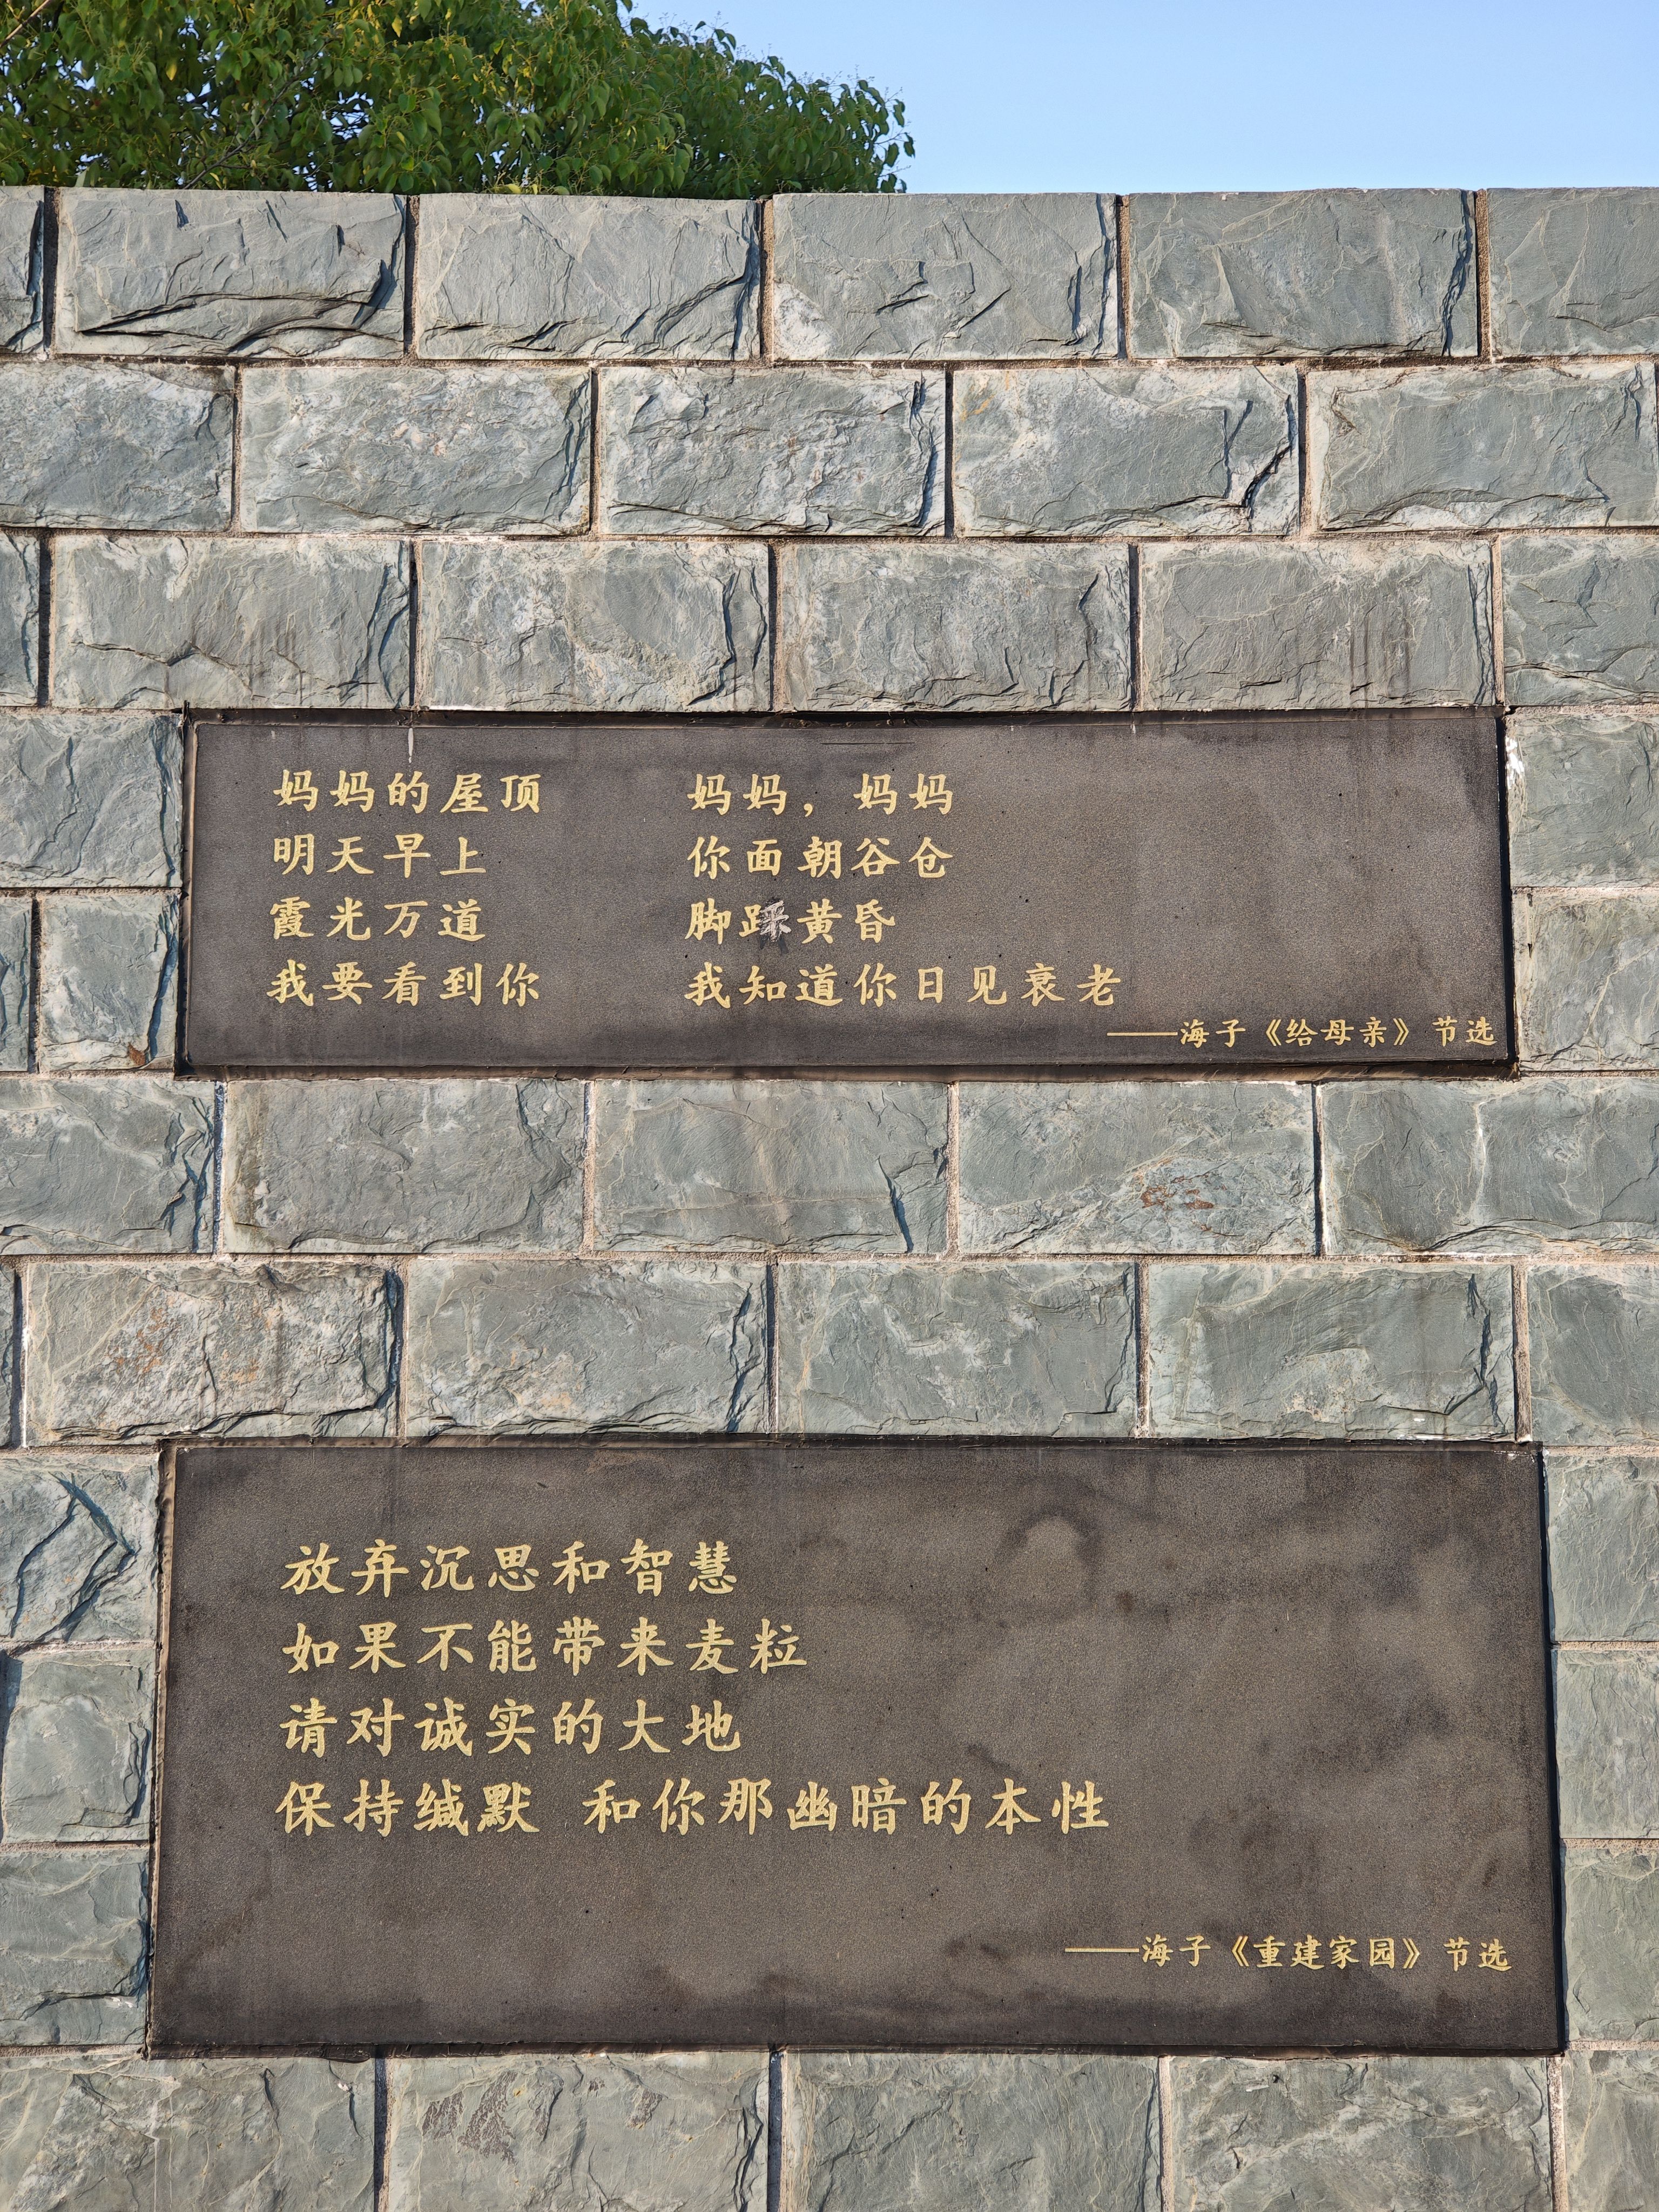 妈妈的屋顶
明天早上
霞光万道
我要看到你
妈妈，妈妈
你面朝谷仓
脚踩黄昏
我知道你日见衰老
——海子《给母亲》节选
放弃沉思和智慧
如果不能带来麦粒
请对诚实的大地
保持缄默 和你那幽暗的本性
——海子《重建家园》节选